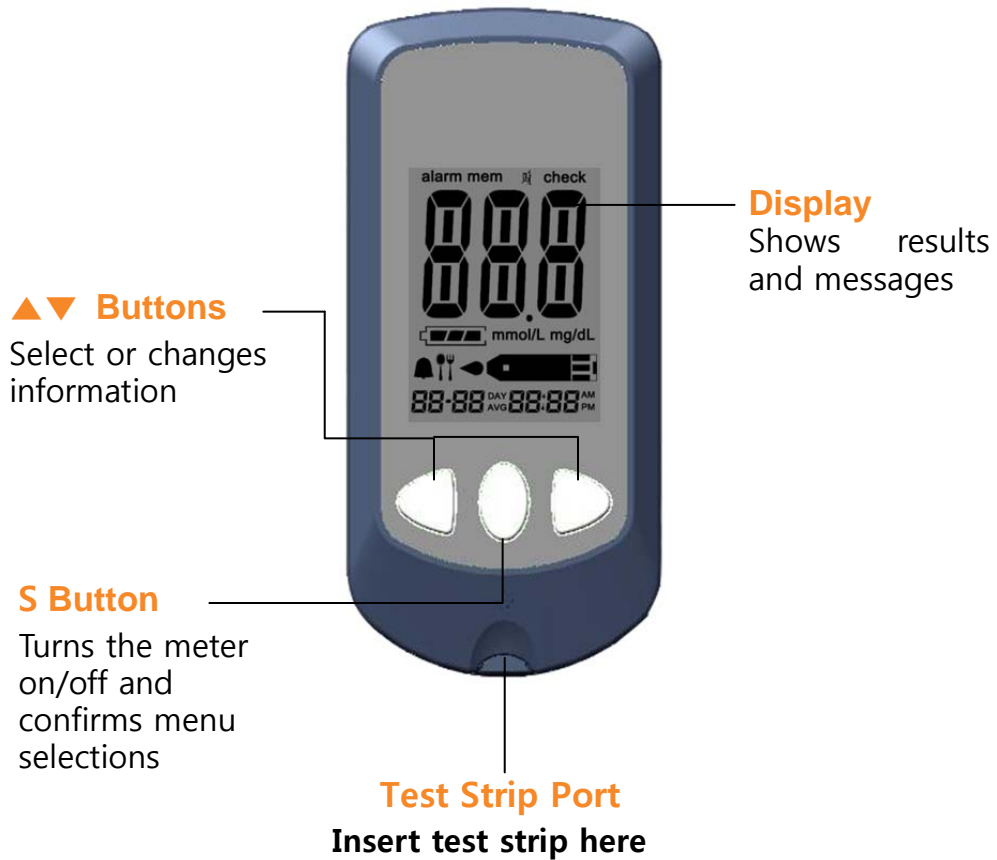 alarm mem check
888
mmol/L mg/dL
88-88 DAY AVG 88:88 AM PM
Display
Shows results
and messages
▲▼ Buttons
Select or changes
information
S Button
Turns the meter
on/off and
confirms menu
selections
Test Strip Port
Insert test strip here